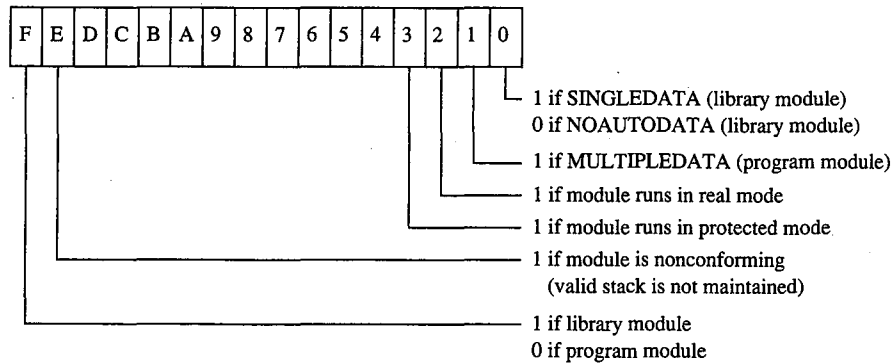 F E D C B A 9 8 7 6 5 4 3 2 1 0
1 if SINGLEDATA (library module)
0 if NOAUTODATA (library module)
1 if MULTIPLEDATA (program module)
1 if module runs in real mode
1 if module runs in protected mode
1 if module is nonconforming
(valid stack is not maintained)
1 if library module
0 if program module